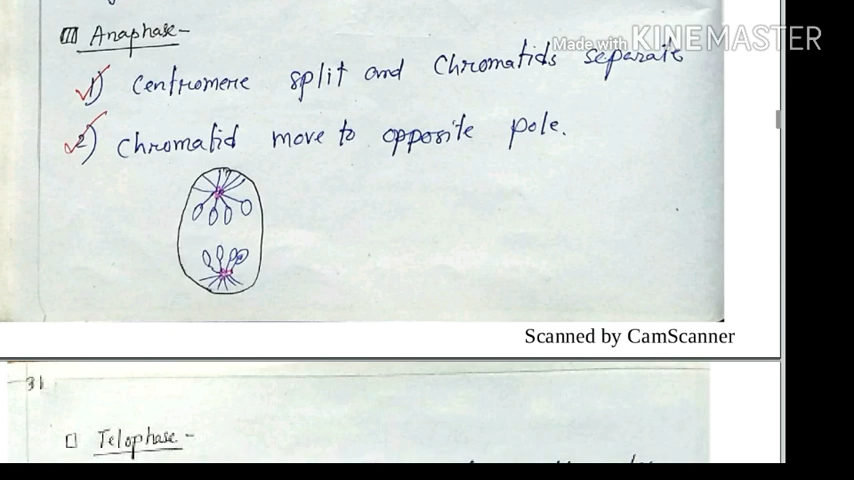 Made with KINEMASTER
III Anaphase-
1) Centromere split and Chromatids separate
2) Chromatid move to opposite pole.
Scanned by CamScanner
31
Telophase-